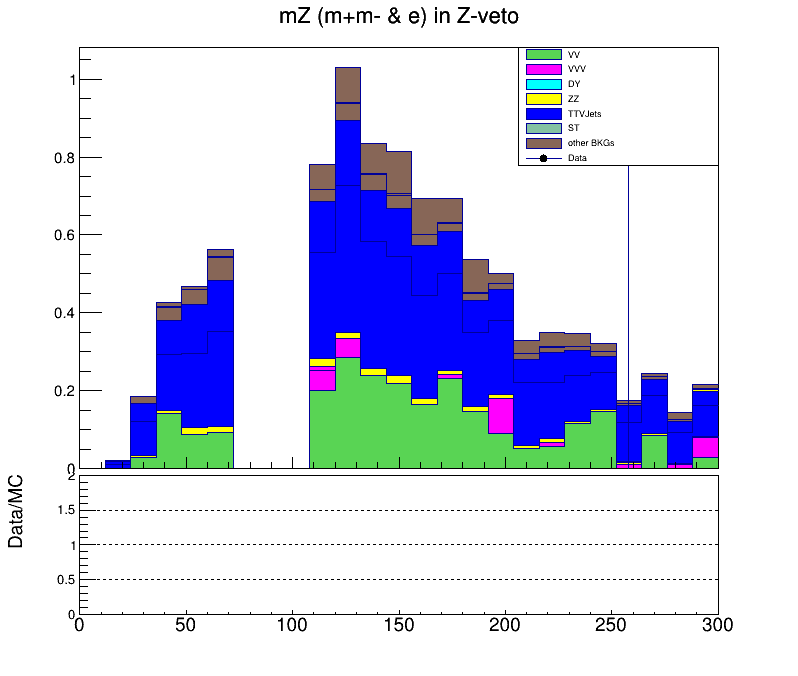 mZ (m+m- & e) in Z-veto
VV
VVV
DY
ZZ
TTVJets
ST
other BKGs
Data
1
0.8
0.6
0.4
0.2
0
2
1.5
1
0.5
0
Data/MC
0 50 100 150 200 250 300